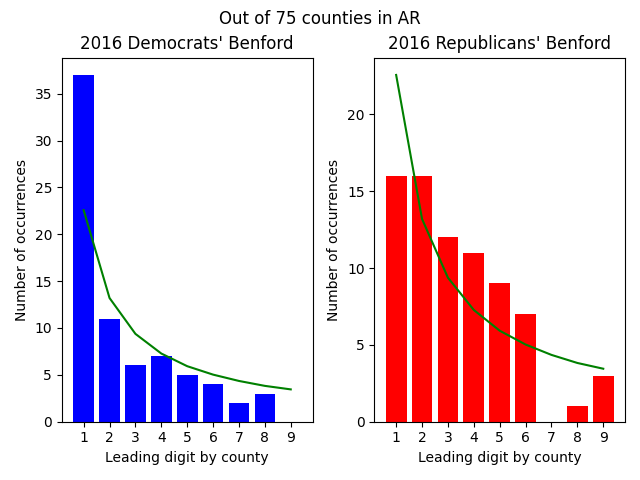 Out of 75 counties in AR
2016 Democrats' Benford
2016 Republicans' Benford
Number of occurrences
35
30
25
20
15
10
5
0
1 2 3 4 5 6 7 8 9
Leading digit by county
Number of occurrences
20
15
10
5
0
1 2 3 4 5 6 7 8 9
Leading digit by county